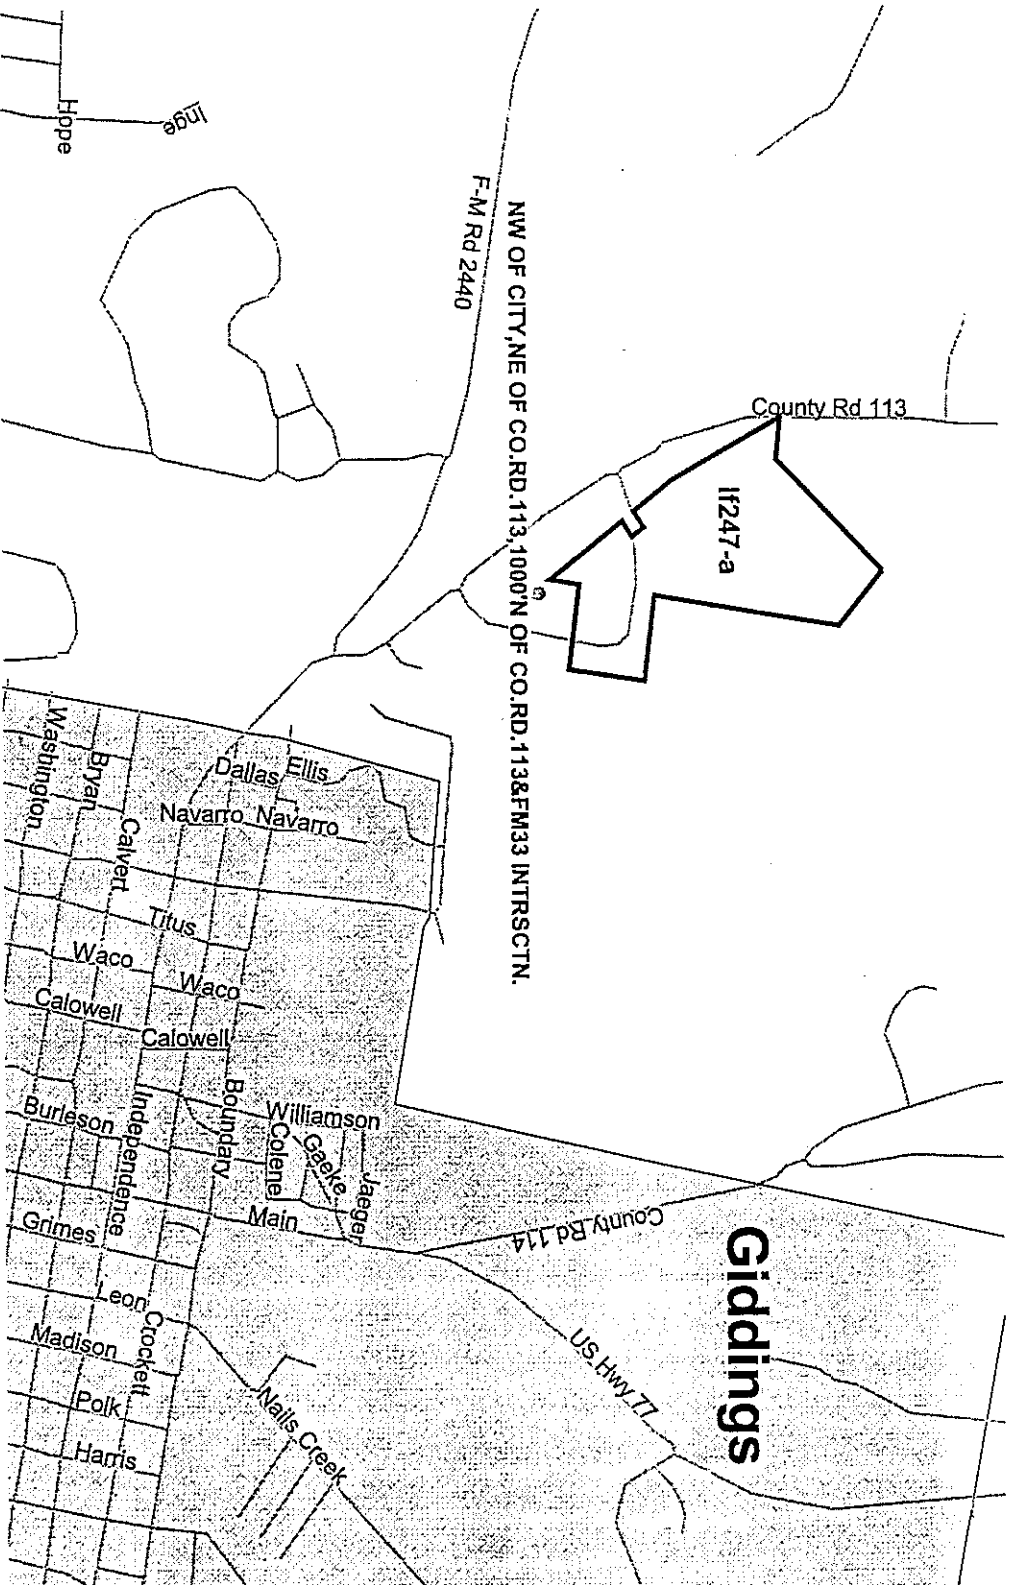 Hope
Inge
F-M Rd 2440
NW OF CITY,NE OF CO.RD.113,1000'N OF CO.RD.113&FM33 INTRSCTN.
County Rd 113
lf247-a
Giddings
County Rd 114
US Hwy 77
Washington
Bryan
Calvert
Dallas
Ellis
Navarro
Navarro
Titus
Waco
Waco
Calowell
Calowell
Boundary
Independence
Burleson
Williamson
Colene
Gaeke
Jaeger
Main
Grimes
Leon
Crockett
Madison
Polk
Harris
Nails Creek